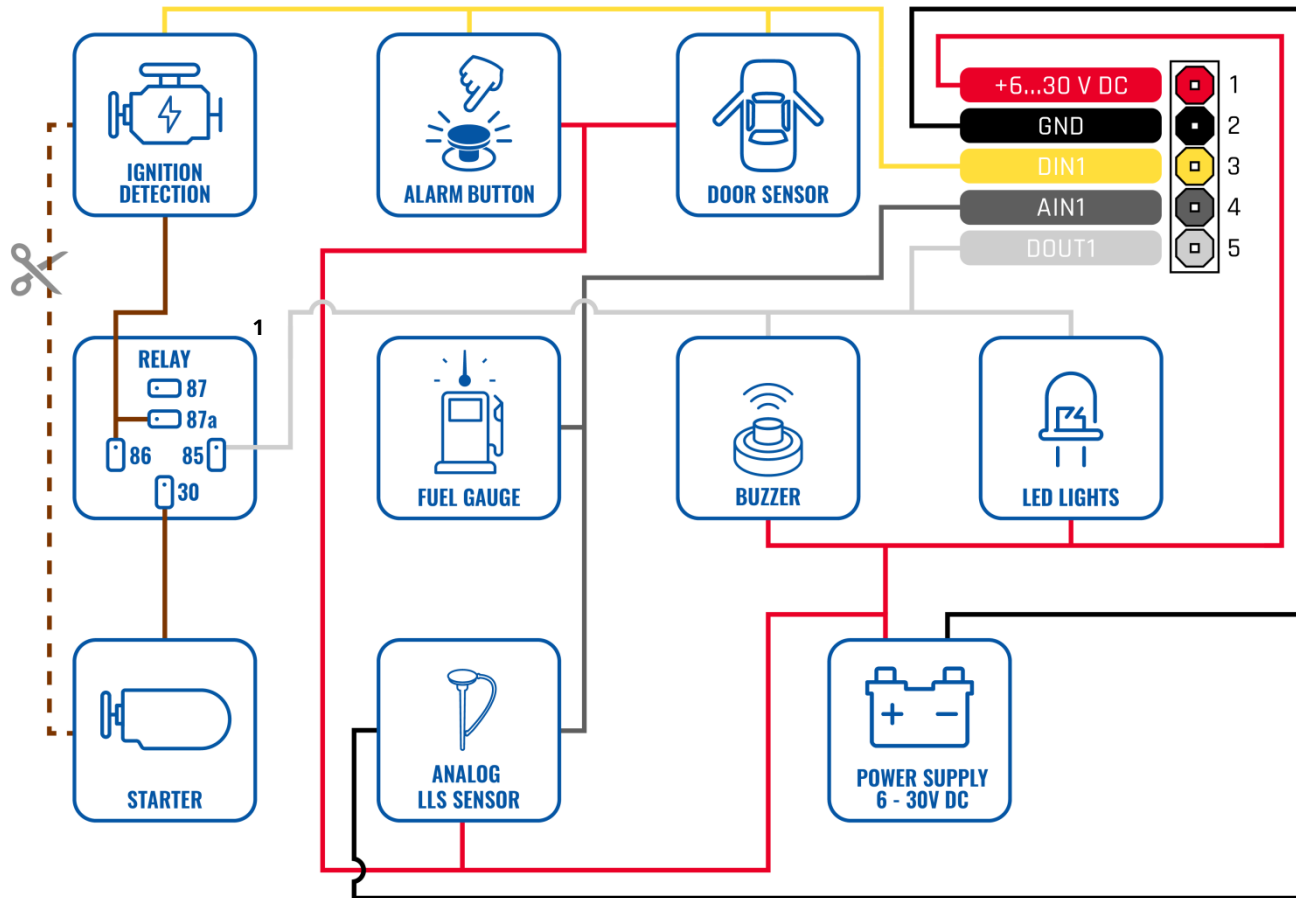 IGNITION
DETECTION
ALARM BUTTON
DOOR SENSOR
+6...30 V DC
1
GND
2
DIN1
3
AIN1
4
DOUT1
5
1
RELAY
87
87a
86
85
30
FUEL GAUGE
BUZZER
LED LIGHTS
STARTER
ANALOG
LLS SENSOR
+ -
POWER SUPPLY
6 - 30V DC